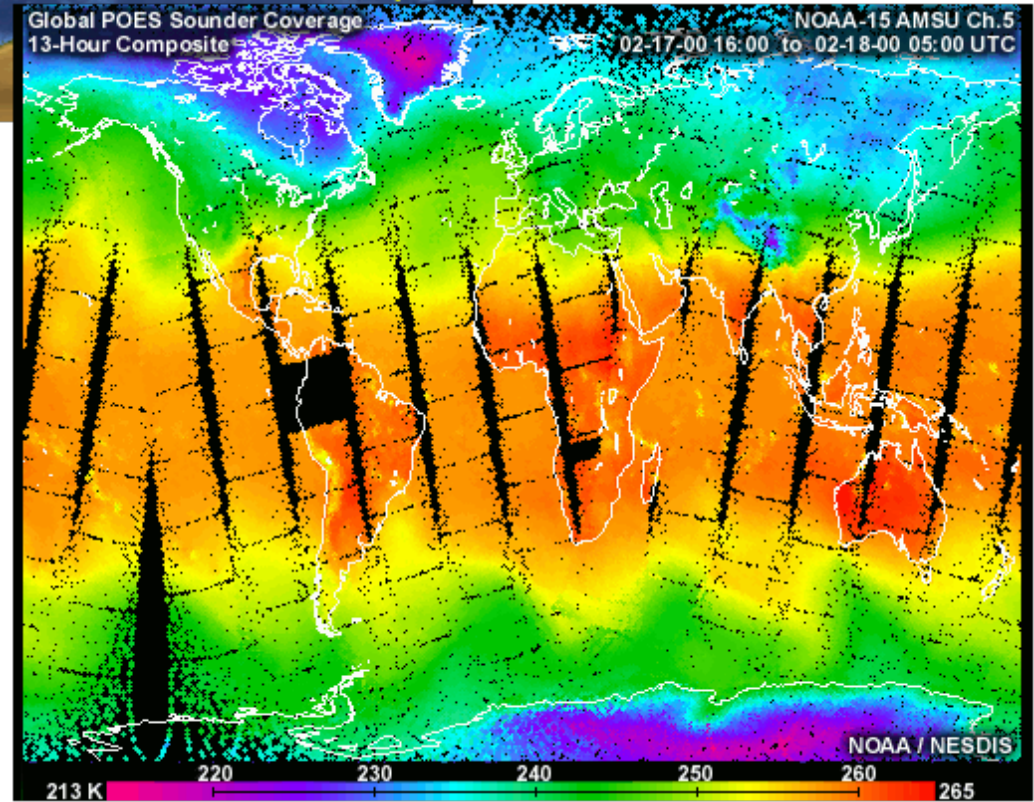 Global POES Sounder Coverage
13-Hour Composite
NOAA-15 AMSU Ch.5
02-17-00 16:00 to 02-18-00 05:00 UTC
NOAA / NESDIS
213 K 220 230 240 250 260 265